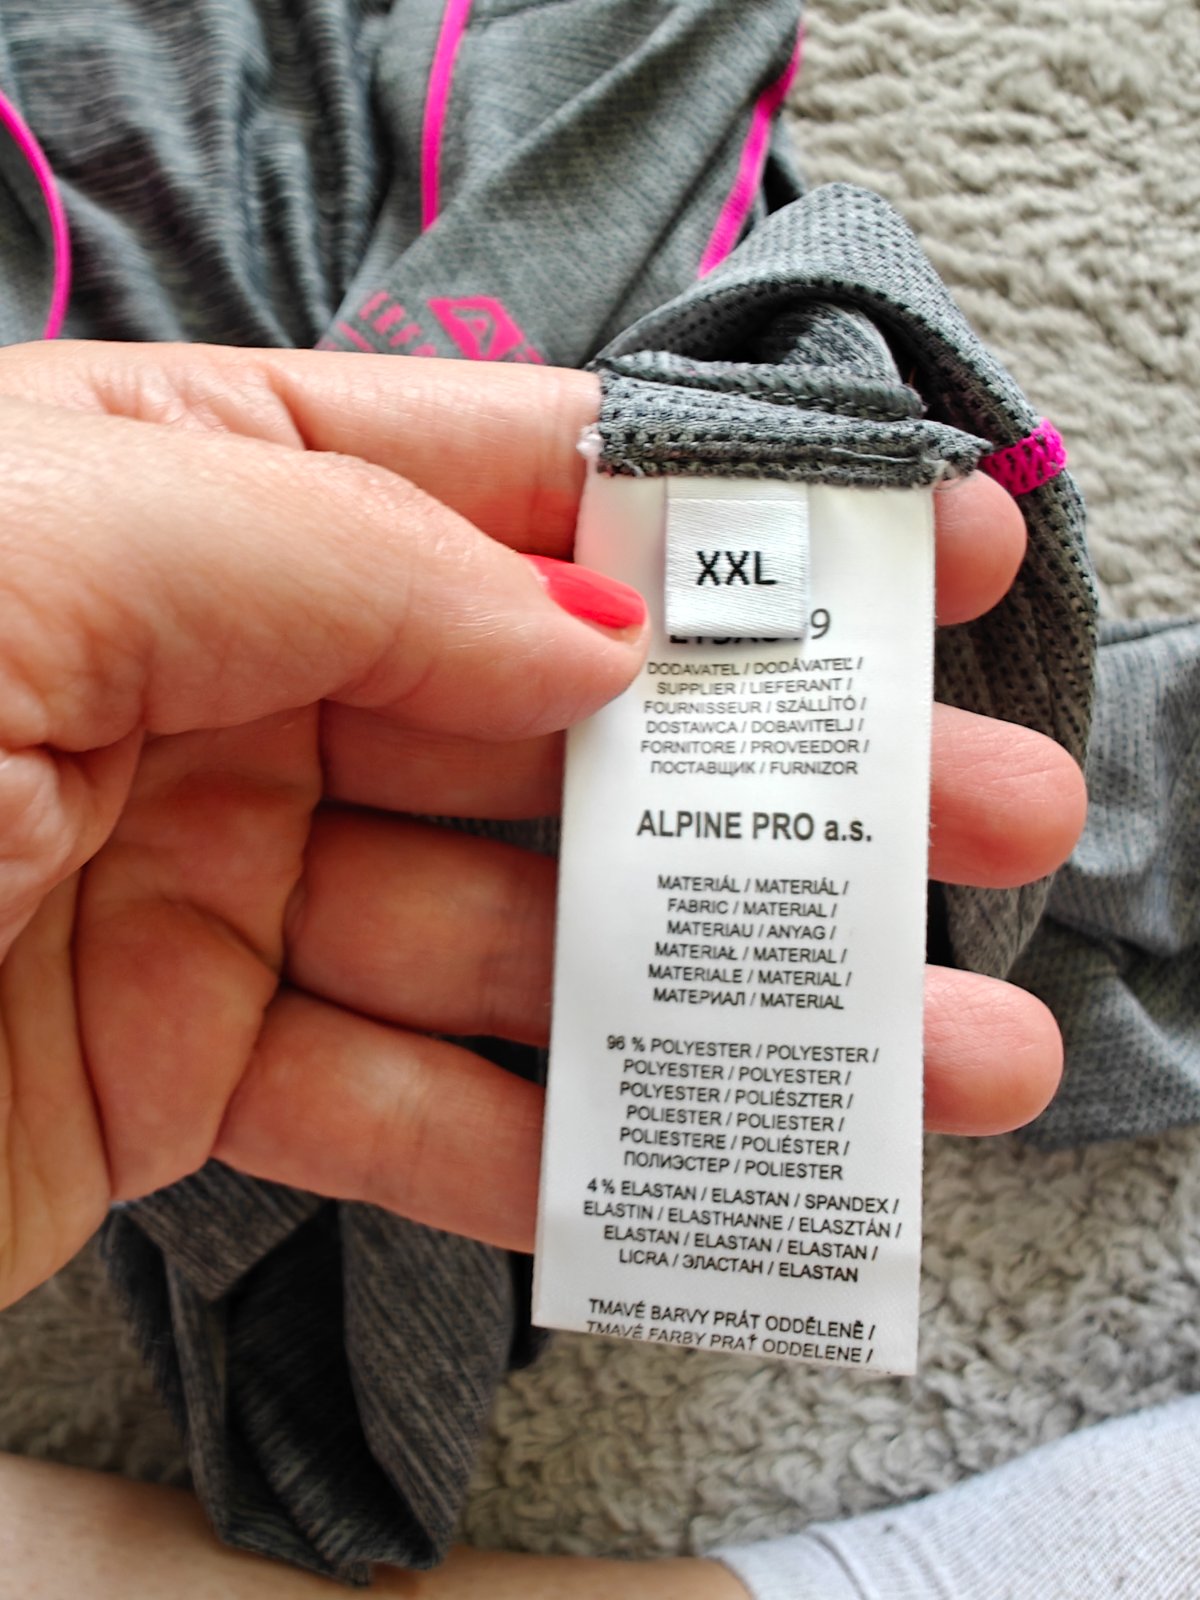 XXL
9
DODAVATEL / DODÁVATEĽ /
SUPPLIER / LIEFERANT /
FOURNISSEUR / SZÁLLÍTÓ /
DOSTAWCA / DOBAVITELJ /
FORNITORE / PROVEEDOR /
ПОСТАВЩИК / FURNIZOR
ALPINE PRO a.s.
MATERIÁL / MATERIÁL /
FABRIC / MATERIAL /
MATERIAU / ANYAG /
MATERIAŁ / MATERIAL /
MATERIALE / MATERIAL /
МАТЕРИАЛ / MATERIAL
96 % POLYESTER / POLYESTER /
POLYESTER / POLYESTER /
POLYESTER / POLIÉSZTER /
POLIESTER / POLIESTER /
POLIESTERE / POLIÉSTER /
ПОЛИЭСТЕР / POLIESTER
4 % ELASTAN / ELASTAN / SPANDEX /
ELASTIN / ELASTHANNE / ELASZTÁN /
ELASTAN / ELASTAN / ELASTAN /
LICRA / ЭЛАСТАН / ELASTAN
TMAVÉ BARVY PRÁT ODDĚLENĚ /
TMAVÉ FARBY PRAŤ ODDELENE /